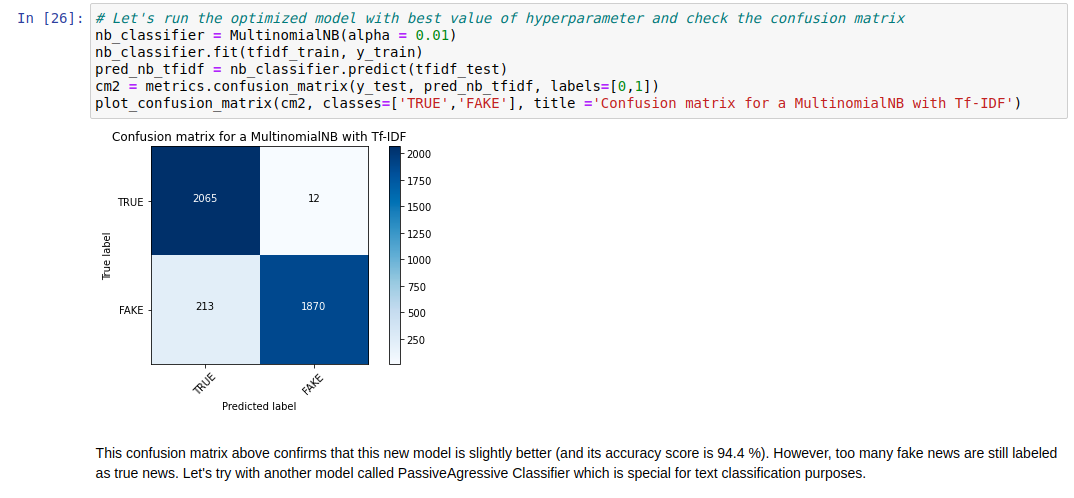 In [26]:
# Let's run the optimized model with best value of hyperparameter and check the confusion matrix
nb_classifier = MultinomialNB(alpha = 0.01)
nb_classifier.fit(tfidf_train, y_train)
pred_nb_tfidf = nb_classifier.predict(tfidf_test)
cm2 = metrics.confusion_matrix(y_test, pred_nb_tfidf, labels=[0,1])
plot_confusion_matrix(cm2, classes=['TRUE','FAKE'], title ='Confusion matrix for a MultinomialNB with Tf-IDF')
Confusion matrix for a MultinomialNB with Tf-IDF
True label
TRUE
2065
12
FAKE
213
1870
TRUE
FAKE
Predicted label
2000
1750
1500
1250
1000
750
500
250
This confusion matrix above confirms that this new model is slightly better (and its accuracy score is 94.4 %). However, too many fake news are still labeled
as true news. Let's try with another model called PassiveAgressive Classifier which is special for text classification purposes.